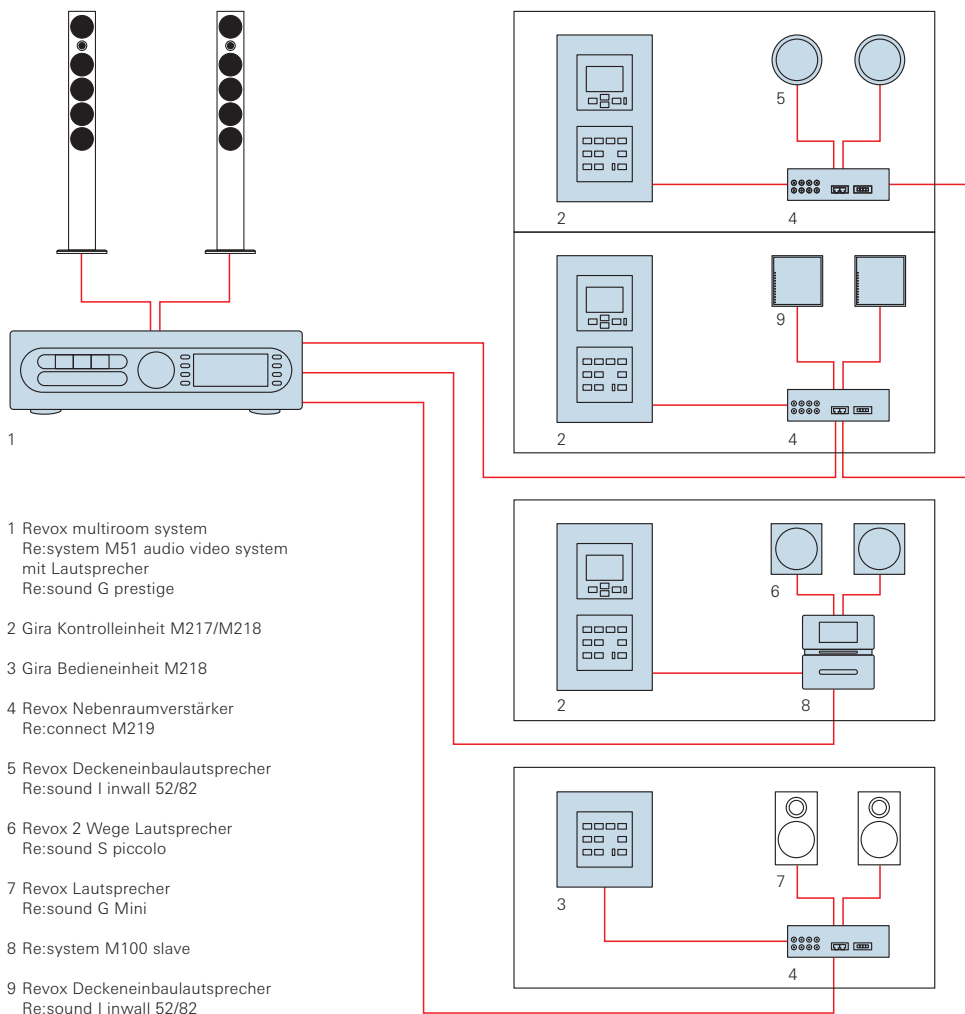 5
2
4
9
2
4
1
6
2
8
7
3
4
1 Revox multiroom system
Re:system M51 audio video system
mit Lautsprecher
Re:sound G prestige
2 Gira Kontrolleinheit M217/M218
3 Gira Bedieneinheit M218
4 Revox Nebenraumverstärker
Re:connect M219
5 Revox Deckeneinbaulautsprecher
Re:sound I inwall 52/82
6 Revox 2 Wege Lautsprecher
Re:sound S piccolo
7 Revox Lautsprecher
Re:sound G Mini
8 Re:system M100 slave
9 Revox Deckeneinbaulautsprecher
Re:sound I inwall 52/82